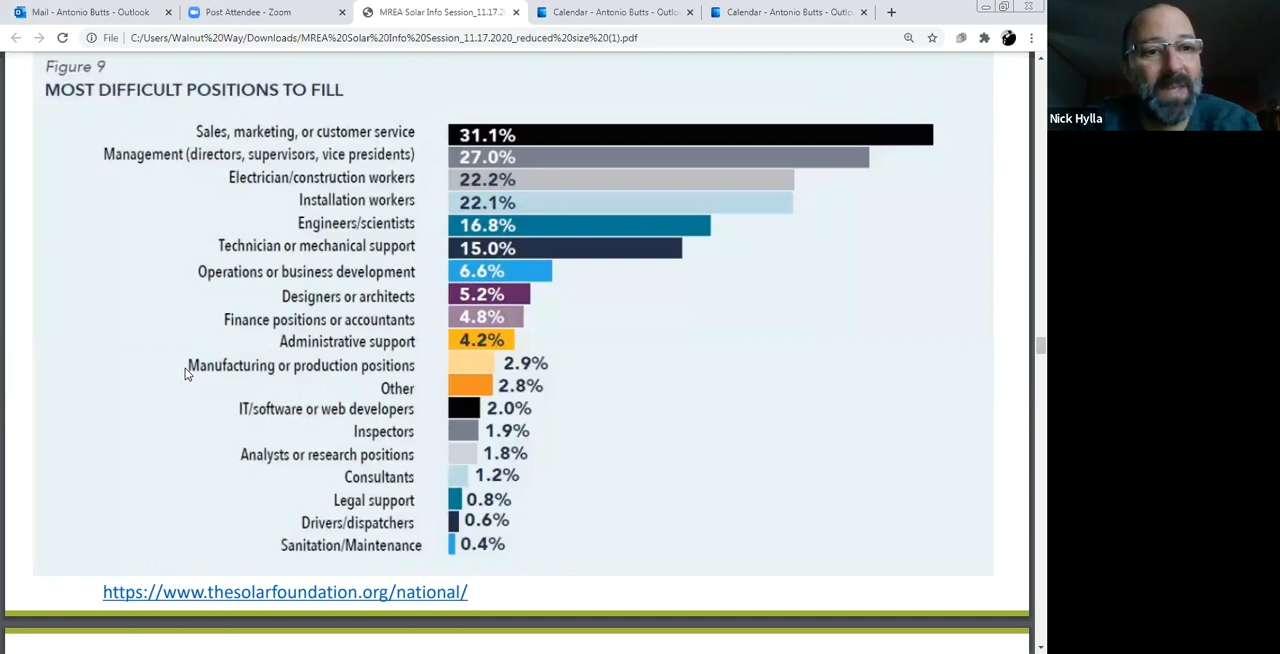 Mail - Antonio Butts - Outlook
Post Attendee - Zoom
MREA Solar Info Session_11.17.2
Calendar - Antonio Butts - Outlo
Calendar - Antonio Butts - Outlo
File
C:/Users/Walnut%20Way/Downloads/MREA%20Solar%20Info%20Session_11.17.2020_reduced%20size%20(1).pdf
Nick Hylla
Figure 9
MOST DIFFICULT POSITIONS TO FILL
Sales, marketing, or customer service 31.1%
Management (directors, supervisors, vice presidents) 27.0%
Electrician/construction workers 22.2%
Installation workers 22.1%
Engineers/scientists 16.8%
Technician or mechanical support 15.0%
Operations or business development 6.6%
Designers or architects 5.2%
Finance positions or accountants 4.8%
Administrative support 4.2%
Manufacturing or production positions 2.9%
Other 2.8%
IT/software or web developers 2.0%
Inspectors 1.9%
Analysts or research positions 1.8%
Consultants 1.2%
Legal support 0.8%
Drivers/dispatchers 0.6%
Sanitation/Maintenance 0.4%
https://www.thesolarfoundation.org/national/